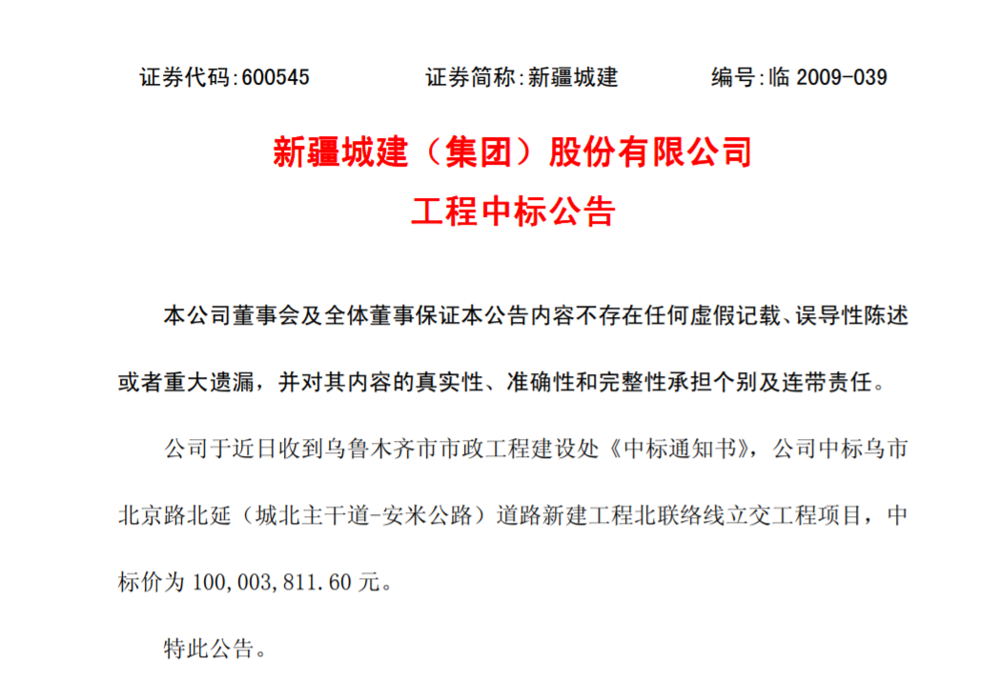 证券代码:600545 证券简称:新疆城建 编号:临 2009-039
新疆城建（集团）股份有限公司
工程中标公告
本公司董事会及全体董事保证本公告内容不存在任何虚假记载、误导性陈述
或者重大遗漏，并对其内容的真实性、准确性和完整性承担个别及连带责任。
公司于近日收到乌鲁木齐市市政工程建设处《中标通知书》，公司中标乌市
北京路北延（城北主干道-安米公路）道路新建工程北联络线立交工程项目，中
标价为 100,003,811.60 元。
特此公告。